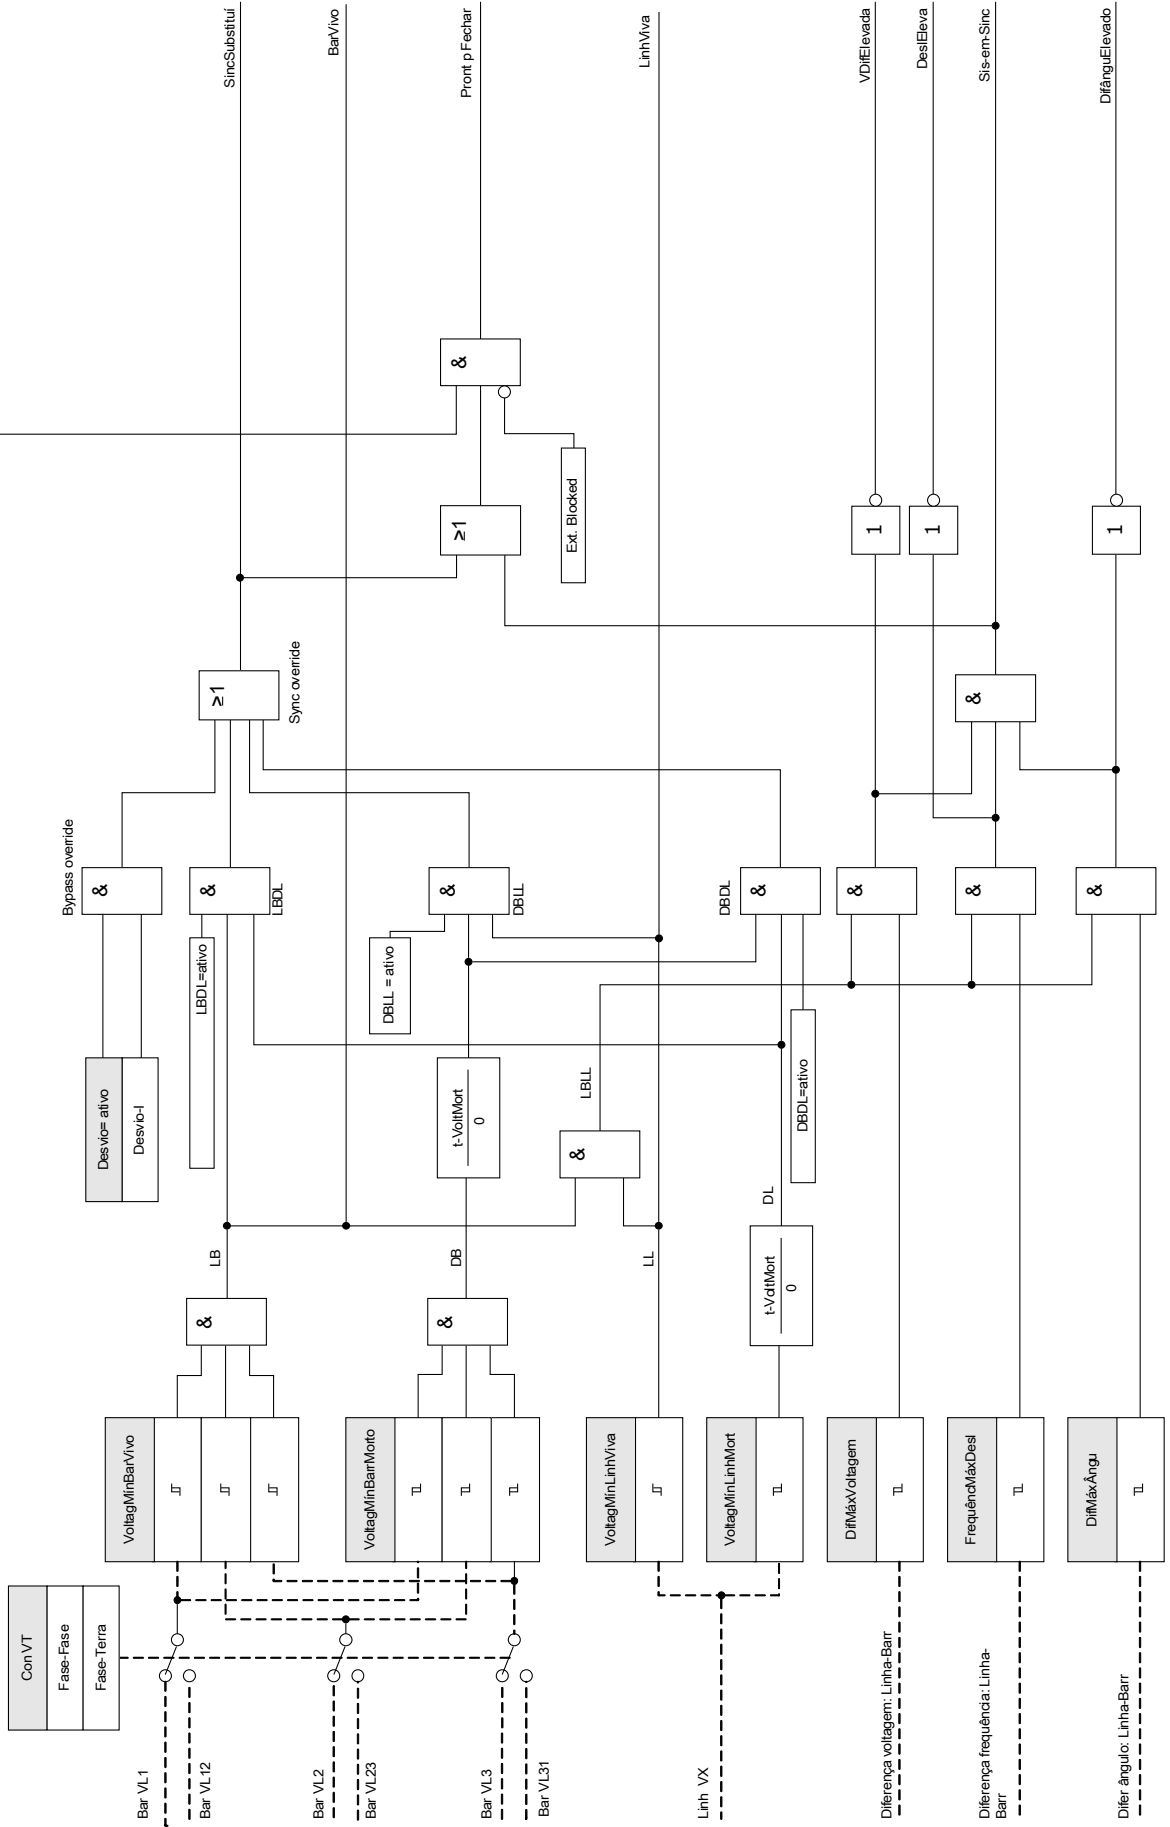 Con VT
Fase-Fase
Fase-Terra
Bar VL1
Bar VL12
Bar VL2
Bar VL23
Bar VL3
Bar VL31
Linh VX
Diferença voltagem: Linha-Barr
Diferença frequência: Linha-
Barr
Difer ângulo: Linha-Barr
VoltagMínBarVivo
VoltagMínBarrMorto
VoltagMínLinhViva
VoltagMínLinhMort
DifMáxVoltagem
FrequêncMáxDesl
DifMáxÂngu
&
LB
&
DB
LL
t-VoltMort
0
DL
Desvio= ativo
Desvio-I
LBDL=ativo
t-VoltMort
0
&
LBLL
DBLL = ativo
DBDL=ativo
Bypass override
&
&
LBDL
&
DBLL
DBDL
&
&
&
&
≥1
Sync override
&
≥1
Ext. Blocked
&
1
1
1
SincSubstituí
BarVivo
Pront p Fechar
LinhViva
VDifElevada
DeslEleva
Sis-em-Sinc
DifânguElevado